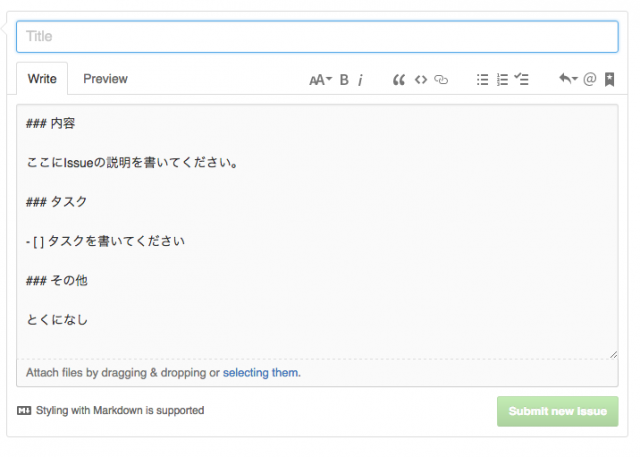 Title
Write Preview AA B i @
### 内容
ここにIssueの説明を書いてください。
### タスク
- [ ] タスクを書いてください
### その他
とくになし
Attach files by dragging & dropping or selecting them.
Styling with Markdown is supported
Submit new issue